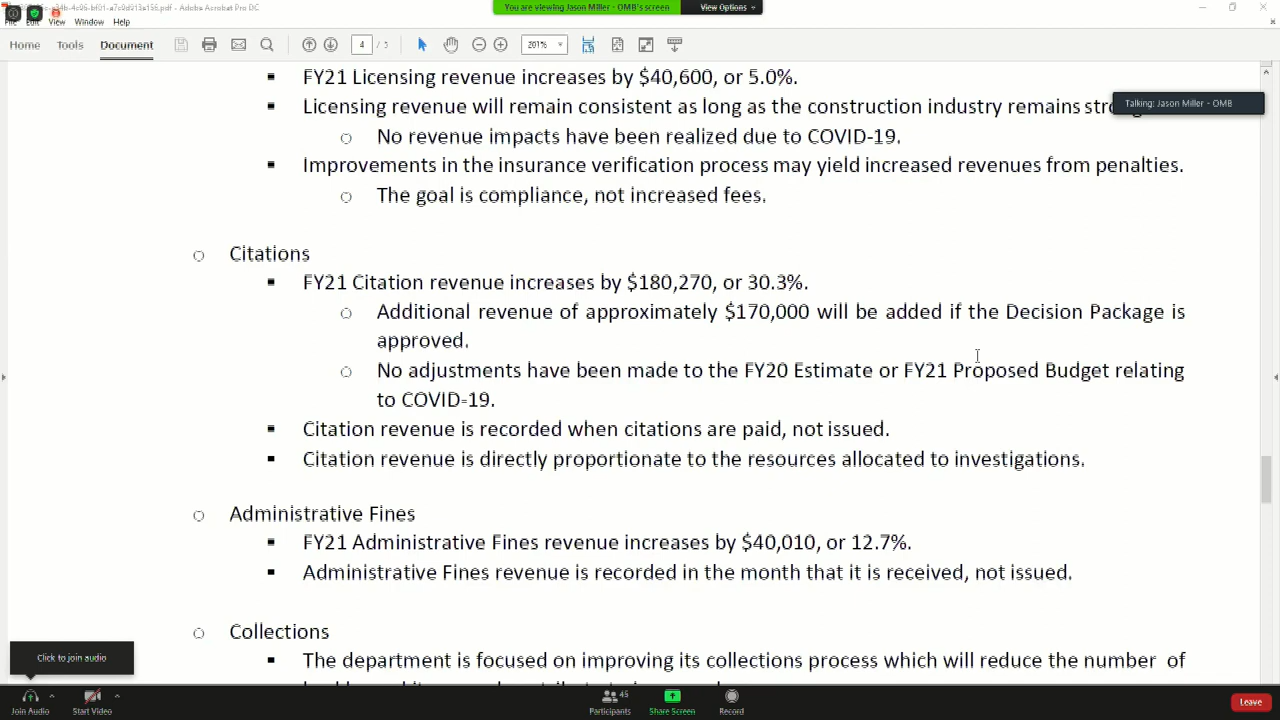 .pdf - Adobe Acrobat Pro DC
You are viewing Jason Miller - OMB's screen
View Options
File Edit View Window Help
Home Tools Document
4 / 5
201%
FY21 Licensing revenue increases by $40,600, or 5.0%.
Talking: Jason Miller - OMB
Licensing revenue will remain consistent as long as the construction industry remains
No revenue impacts have been realized due to COVID-19.
Improvements in the insurance verification process may yield increased revenues from penalties.
The goal is compliance, not increased fees.
Citations
FY21 Citation revenue increases by $180,270, or 30.3%.
Additional revenue of approximately $170,000 will be added if the Decision Package is
approved.
No adjustments have been made to the FY20 Estimate or FY21 Proposed Budget relating
to COVID-19.
Citation revenue is recorded when citations are paid, not issued.
Citation revenue is directly proportionate to the resources allocated to investigations.
Administrative Fines
FY21 Administrative Fines revenue increases by $40,010, or 12.7%.
Administrative Fines revenue is recorded in the month that it is received, not issued.
Collections
The department is focused on improving its collections process which will reduce the number of
Click to join audio
Join Audio
Start Video
45
Participants
Share Screen
Record
Leave